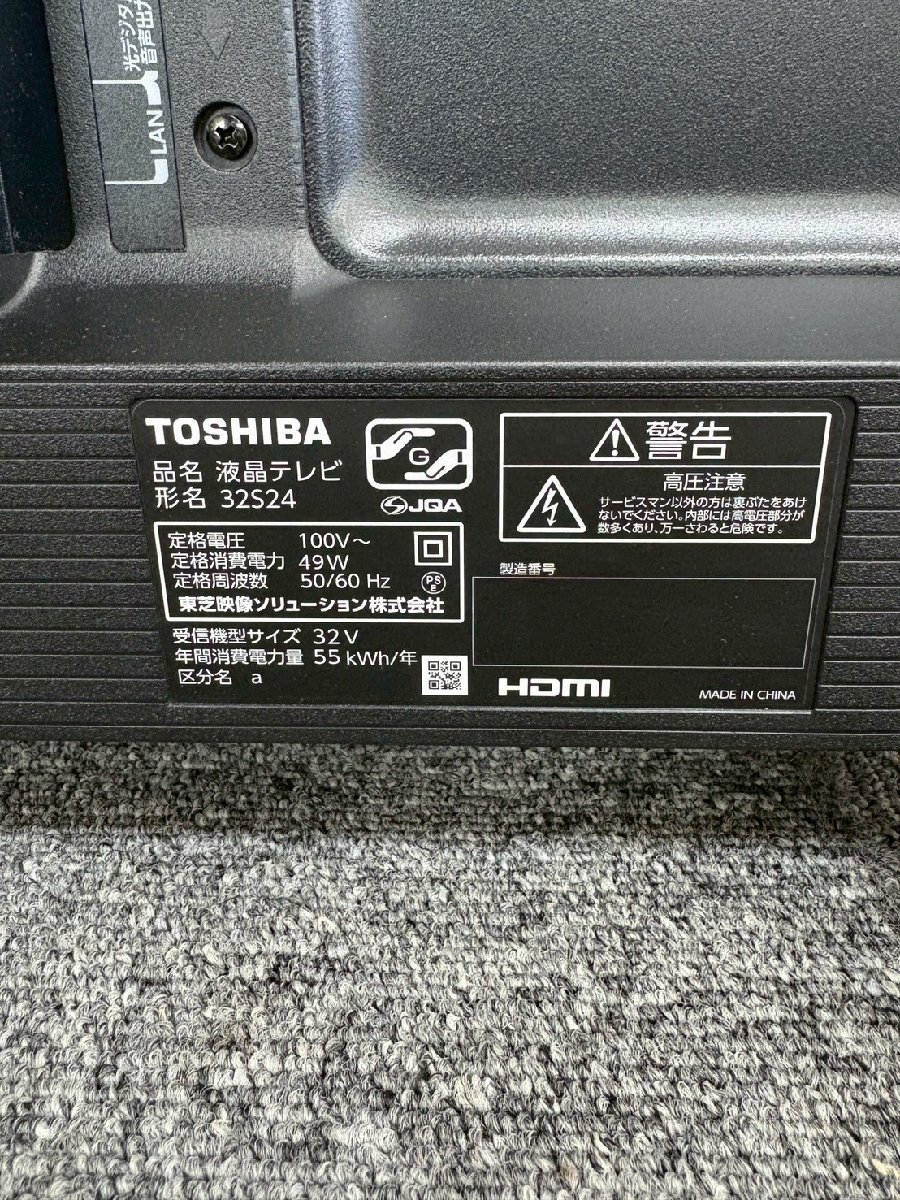 光デジタル
音声出力
LAN
TOSHIBA
品名 液晶テレビ
形名 32S24
G
JQA
定格電圧 100V～
定格消費電力 49W
定格周波数 50/60 Hz
PS
E
東芝映像ソリューション株式会社
受信機型サイズ 32V
年間消費電力量 55kWh/年
区分名 a
警告
高圧注意
サービスマン以外の方は裏ぶたをあけ
ないでください。内部には高電圧部分が
数多くあり、万一さわると危険です。
製造番号
HDMI
MADE IN CHINA